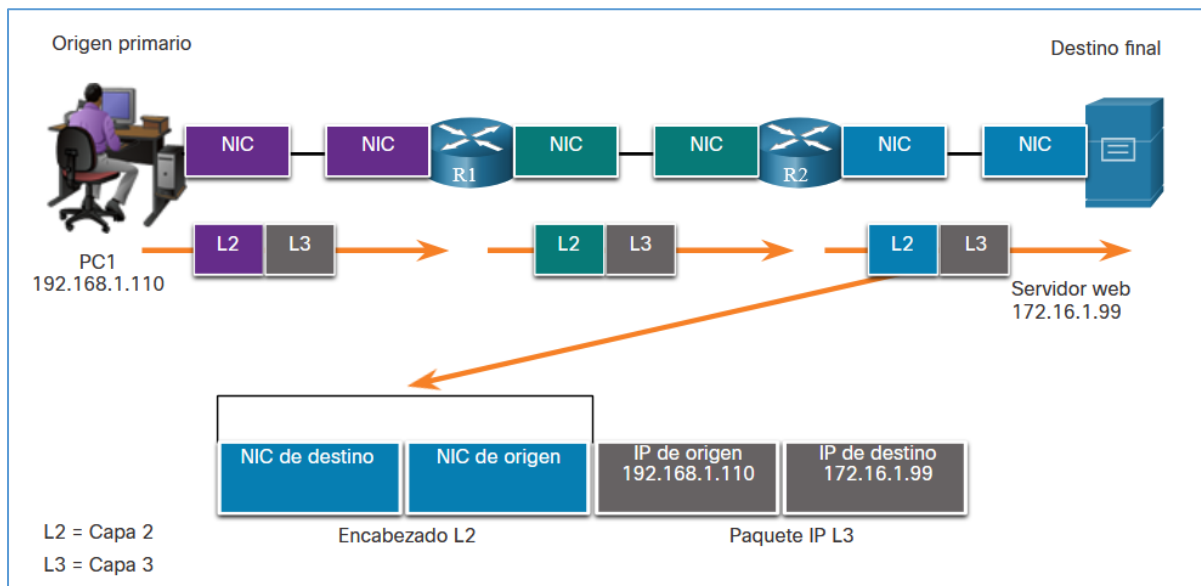 Origen primario
Destino final
NIC
NIC
R1
NIC
NIC
R2
NIC
NIC
L2
L3
L2
L3
L2
L3
PC1
192.168.1.110
Servidor web
172.16.1.99
NIC de destino
NIC de origen
IP de origen
192.168.1.110
IP de destino
172.16.1.99
L2 = Capa 2
Encabezado L2
Paquete IP L3
L3 = Capa 3